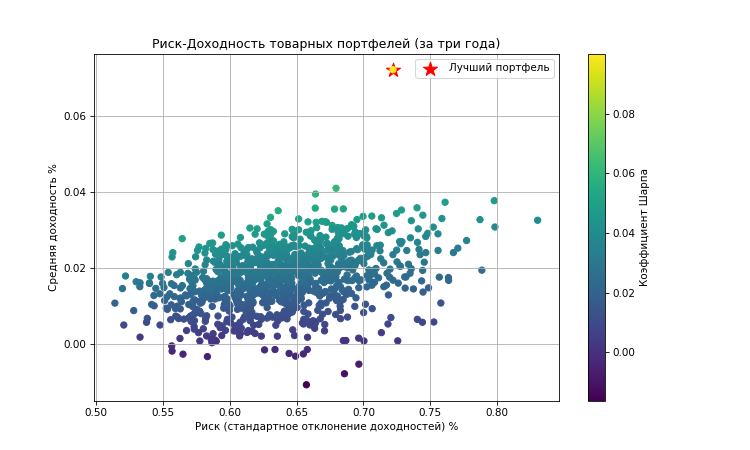 Риск-Доходность товарных портфелей (за три года)
Лучший портфель
Средняя доходность %
0.06
0.04
0.02
0.00
0.50 0.55 0.60 0.65 0.70 0.75 0.80
Риск (стандартное отклонение доходностей) %
0.08
0.06
0.04
0.02
0.00
Коэффициент Шарпа